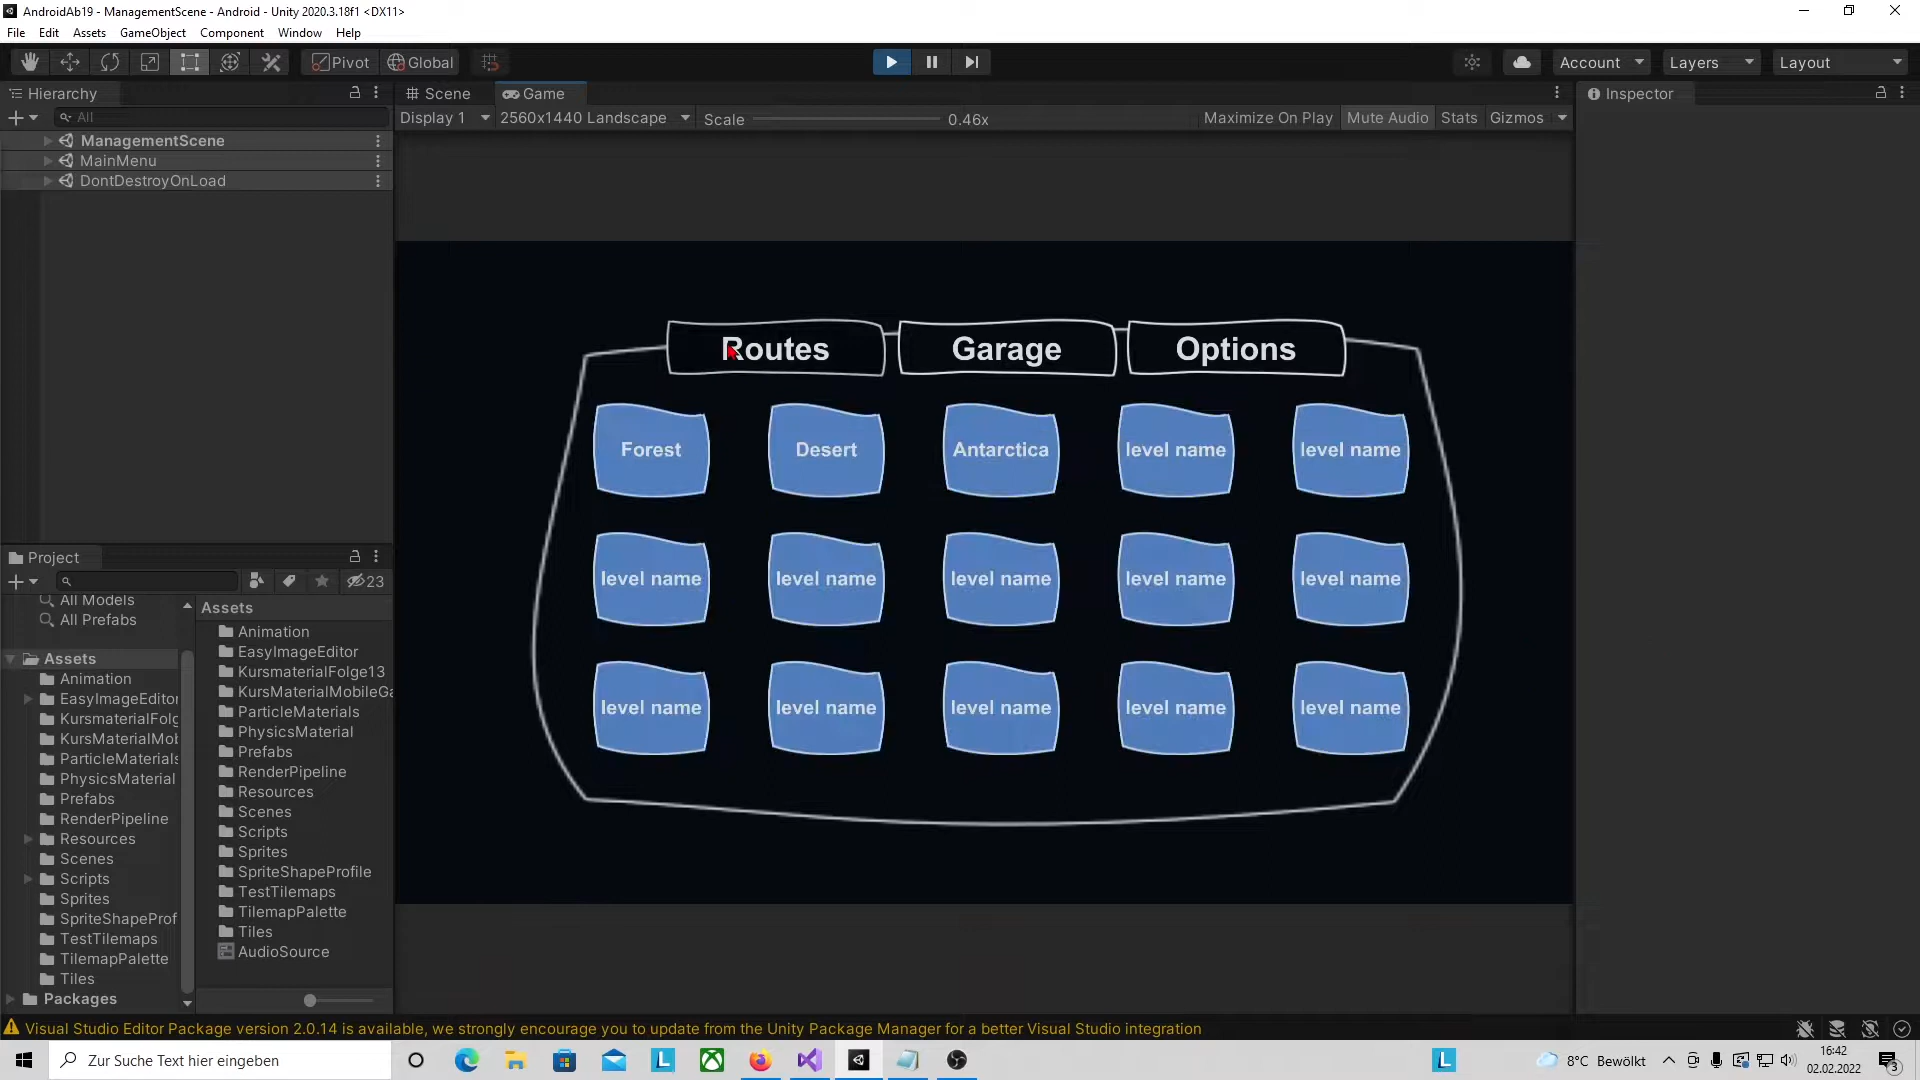 AndroidAb19 - ManagementScene - Android - Unity 2020.3.18f1 <DX11>
File Edit Assets GameObject Component Window Help
Pivot Global Account Layers Layout
Hierarchy
All
ManagementScene
MainMenu
DontDestroyOnLoad
Scene Game
Display 1 2560x1440 Landscape Scale 0.46x Maximize On Play Mute Audio Stats Gizmos
Inspector
Routes Garage Options
Forest Desert Antarctica level name level name
level name level name level name level name level name
level name level name level name level name level name
Project
23
All Models
All Prefabs
Assets
Animation
EasyImageEditor
KursmaterialFolg
KursMaterialMob
ParticleMaterials
PhysicsMaterial
Prefabs
RenderPipeline
Resources
Scenes
Scripts
Sprites
SpriteShapeProf
TestTilemaps
TilemapPalette
Tiles
Packages
Assets
Animation
EasyImageEditor
KursmaterialFolge13
KursMaterialMobileGa
ParticleMaterials
PhysicsMaterial
Prefabs
RenderPipeline
Resources
Scenes
Scripts
Sprites
SpriteShapeProfile
TestTilemaps
TilemapPalette
Tiles
AudioSource
Visual Studio Editor Package version 2.0.14 is available, we strongly encourage you to update from the Unity Package Manager for a better Visual Studio integration
Zur Suche Text hier eingeben
L
L
8°C Bewölkt
16:42
02.02.2022
3